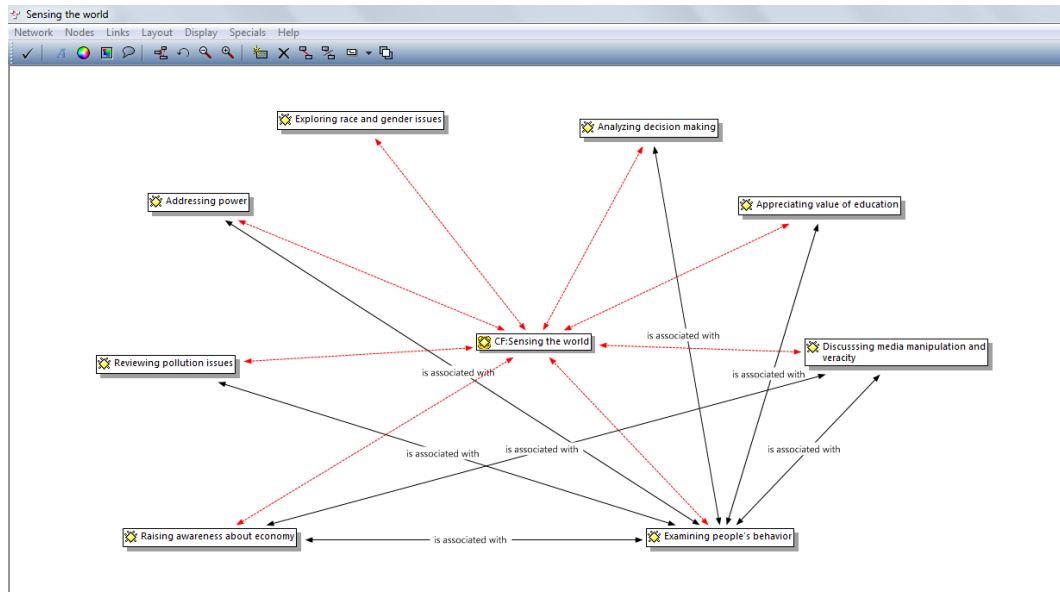 Sensing the world
Network Nodes Links Layout Display Specials Help
Exploring race and gender issues
Analyzing decision making
Addressing power
Appreciating value of education
is associated with
CF:Sensing the world
Discusssing media manipulation and
veracity
Reviewing pollution issues
is associated with
is associated with
is associated with
is associated with
is associated with
Raising awareness about economy
is associated with
Examining people's behavior